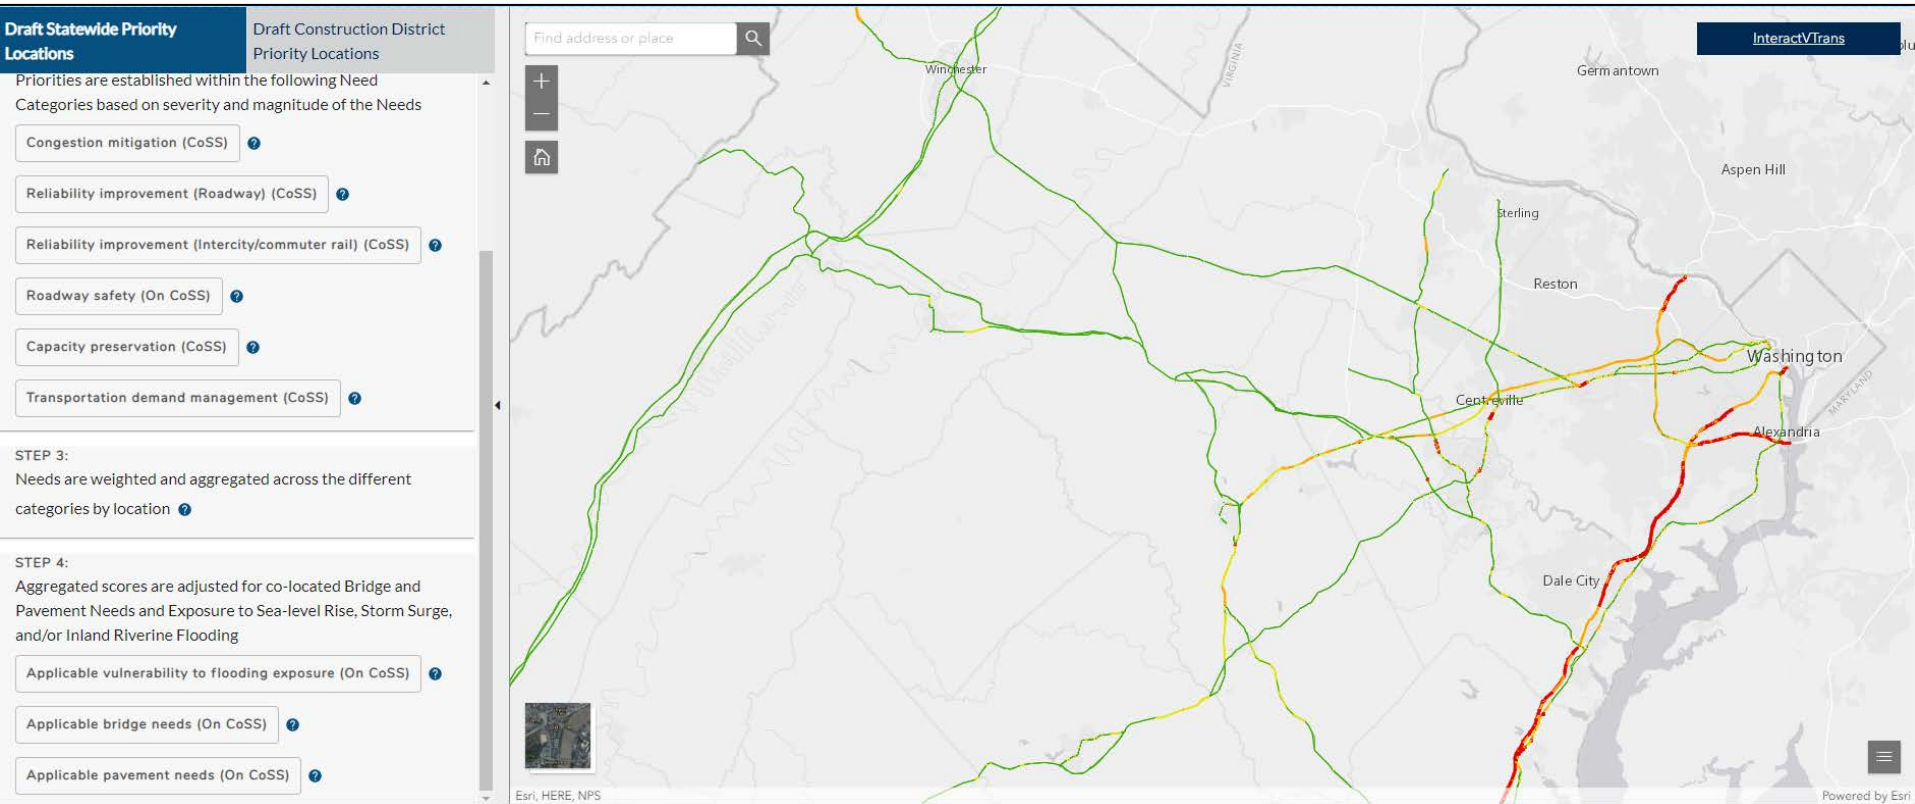 Draft Statewide Priority
Locations
Draft Construction District
Priority Locations
Priorities are established within the following Need
Categories based on severity and magnitude of the Needs
Congestion mitigation (CoSS)
Reliability improvement (Roadway) (CoSS)
Reliability improvement (Intercity/commuter rail) (CoSS)
Roadway safety (On CoSS)
Capacity preservation (CoSS)
Transportation demand management (CoSS)
STEP 3:
Needs are weighted and aggregated across the different
categories by location
STEP 4:
Aggregated scores are adjusted for co-located Bridge and
Pavement Needs and Exposure to Sea-level Rise, Storm Surge,
and/or Inland Riverine Flooding
Applicable vulnerability to flooding exposure (On CoSS)
Applicable bridge needs (On CoSS)
Applicable pavement needs (On CoSS)
Find address or place
InteractVTrans
Winchester
VIRGINIA
Germantown
Aspen Hill
Sterling
Reston
Washington
MARYLAND
Centreville
Alexandria
Dale City
Esri, HERE, NPS
Powered by Esri